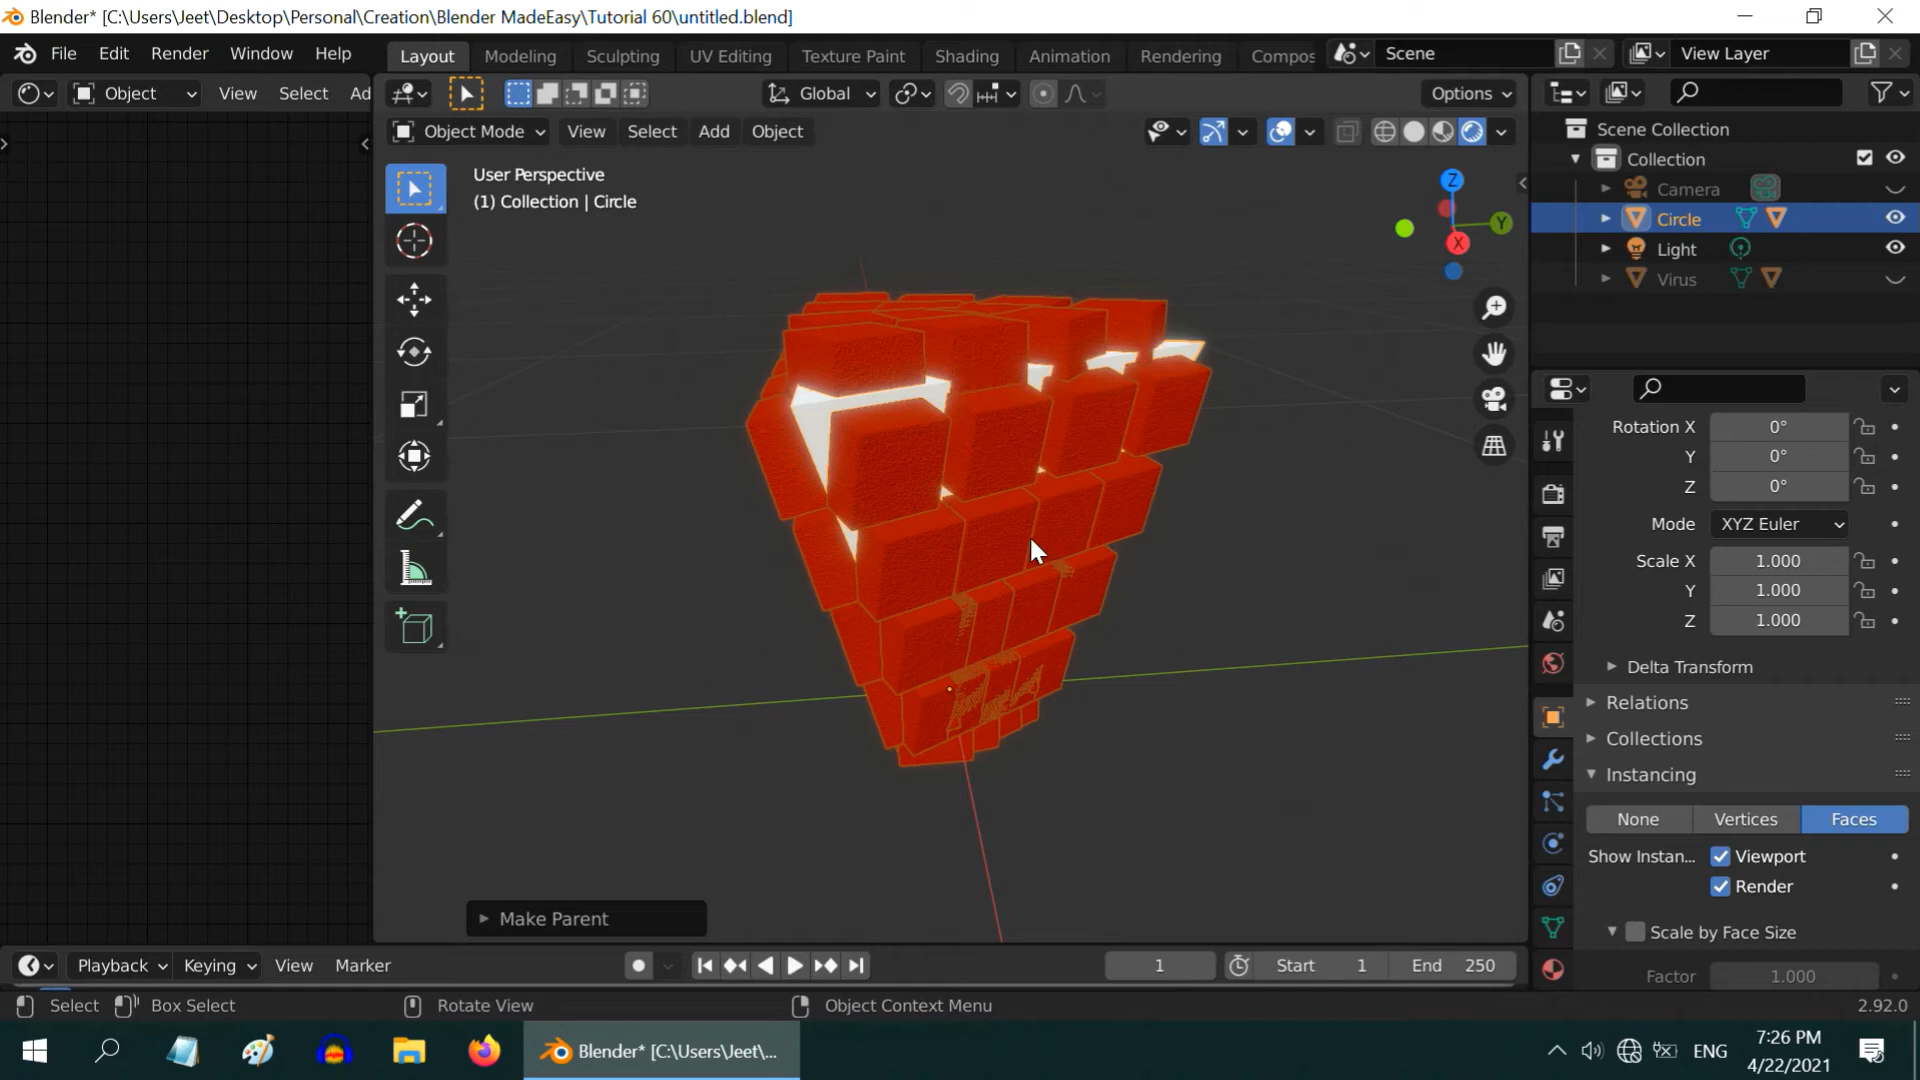 Blender* [C:\Users\Jeet\Desktop\Personal\Creation\Blender MadeEasy\Tutorial 60\untitled.blend]
File Edit Render Window Help Layout Modeling Sculpting UV Editing Texture Paint Shading Animation Rendering Compos Scene View Layer
Object View Select Ad Global Options
Object Mode View Select Add Object
User Perspective
(1) Collection | Circle
Z
Y
X
Scene Collection
Collection
Camera
Circle
Light
Virus
Rotation X 0°
Y 0°
Z 0°
Mode XYZ Euler
Scale X 1.000
Y 1.000
Z 1.000
Delta Transform
Relations
Collections
Instancing
None Vertices Faces
Show Instan... Viewport
Render
Scale by Face Size
Factor 1.000
Make Parent
Playback Keying View Marker 1 Start 1 End 250
Select Box Select Rotate View Object Context Menu 2.92.0
Blender* [C:\Users\Jeet\... ENG 7:26 PM
4/22/2021